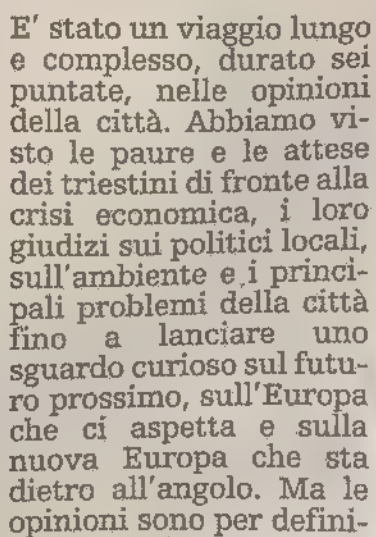 E' stato un viaggio lungo
e complesso, durato sei
puntate, nelle opinioni
della città. Abbiamo vi-
sto le paure e le attese
dei triestini di fronte alla
crisi economica, i loro
giudizi sui politici locali,
sull'ambiente e i princi-
pali problemi della città
fino a lanciare uno
sguardo curioso sul futu-
ro prossimo, sull'Europa
che ci aspetta e sulla
nuova Europa che sta
dietro all'angolo. Ma le
opinioni sono per defini-